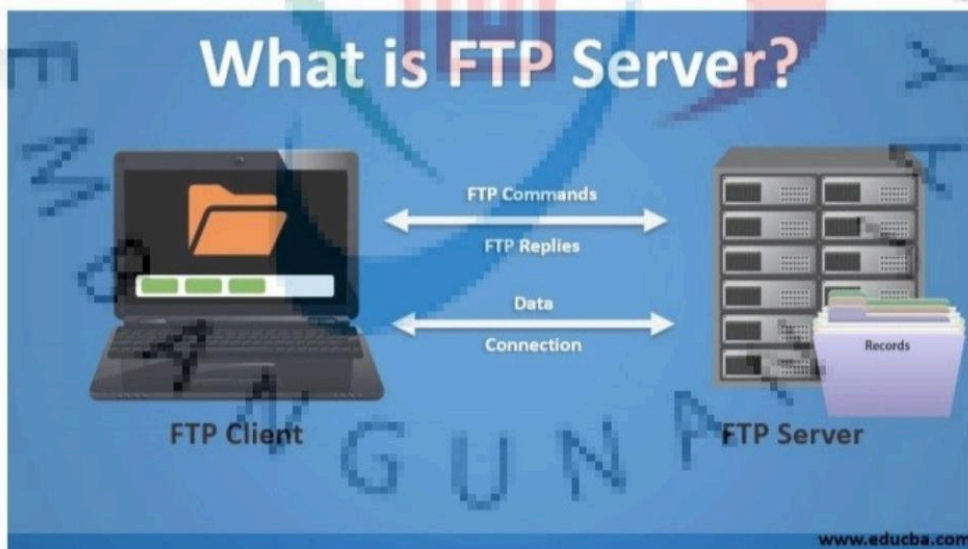 What is FTP Server?
FTP Commands
FTP Replies
Data
Connection
Records
FTP Client
FTP Server
www.educba.com